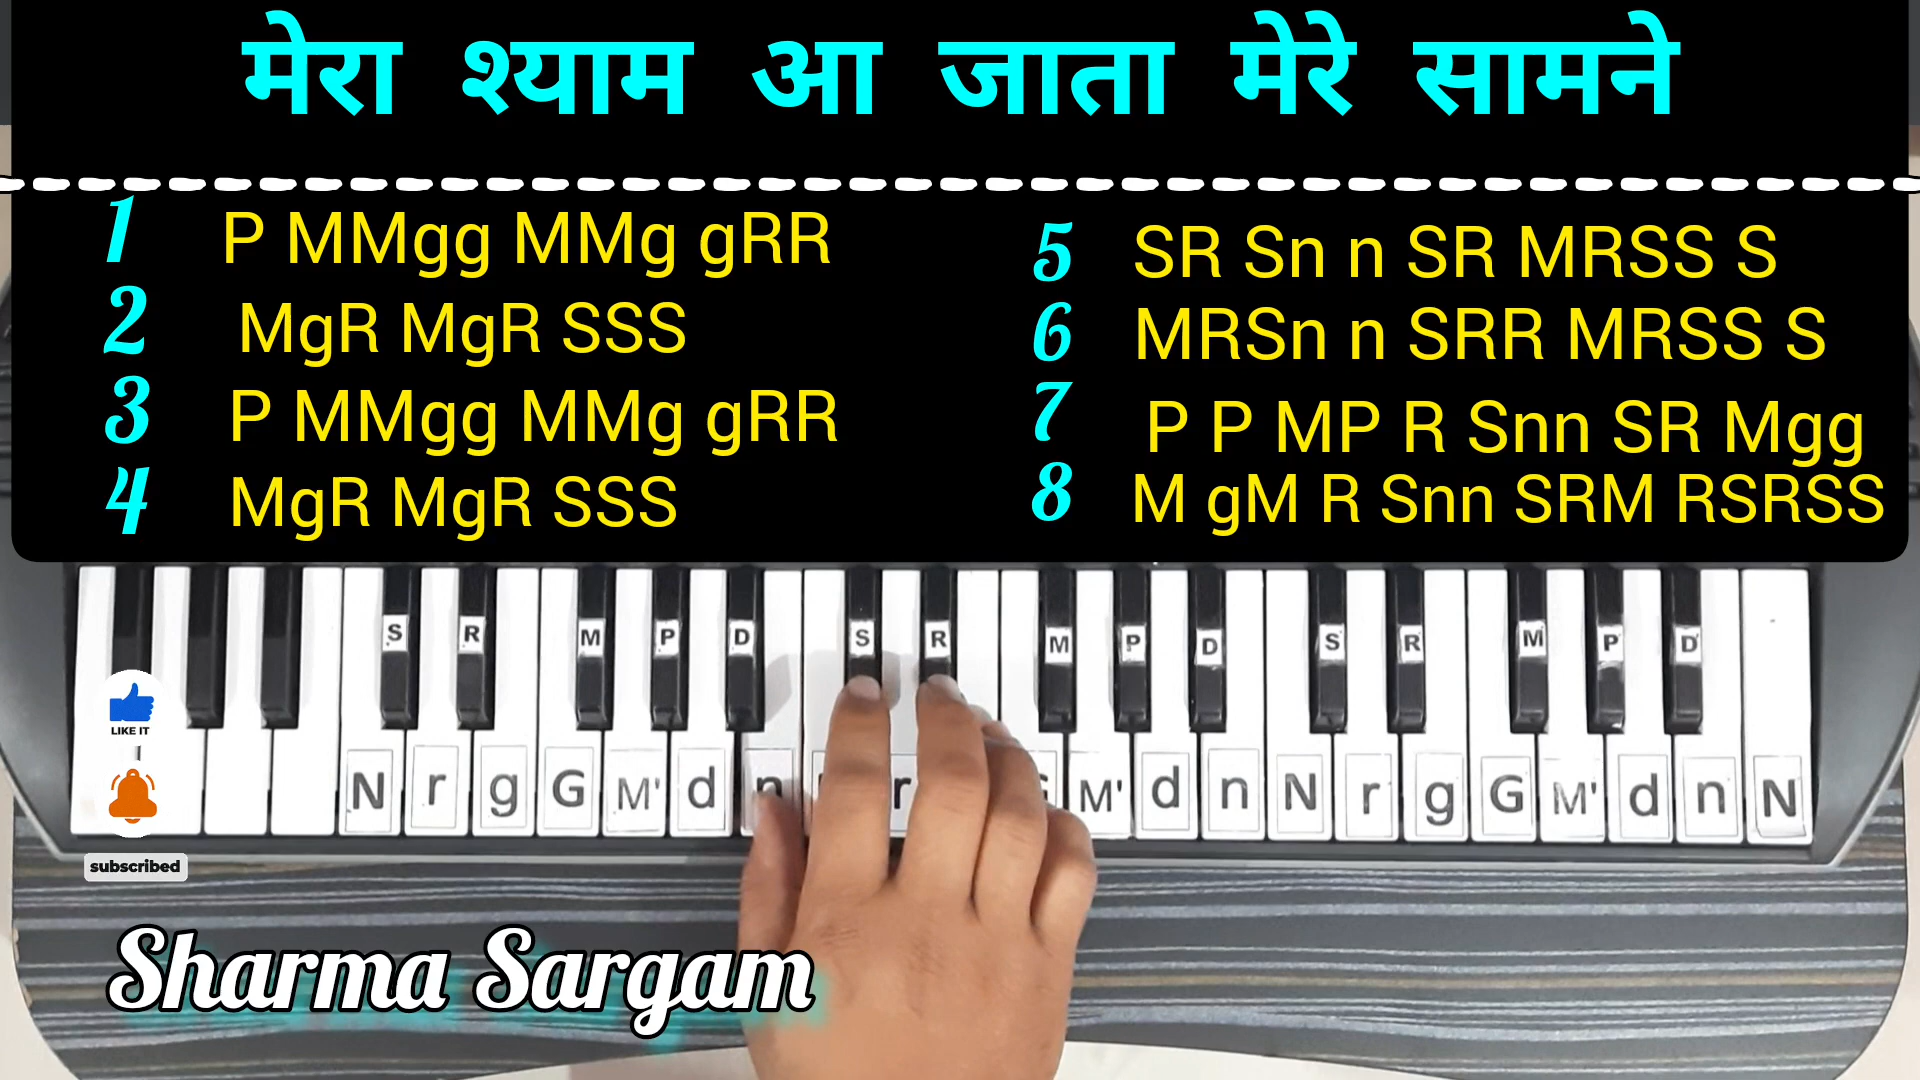 मेरा श्याम आ जाता मेरे सामने
1 P MMgg MMg gRR
2 MgR MgR SSS
3 P MMgg MMg gRR
4 MgR MgR SSS
5 SR Sn n SR MRSS S
6 MRSn n SRR MRSS S
7 P P MP R Snn SR Mgg
8 M gM R Snn SRM RSRSS
S R M P D S R M P D S R M P D
N r g G M' d n r M' d n N r g G M' d n N
LIKE IT
subscribed
Sharma Sargam